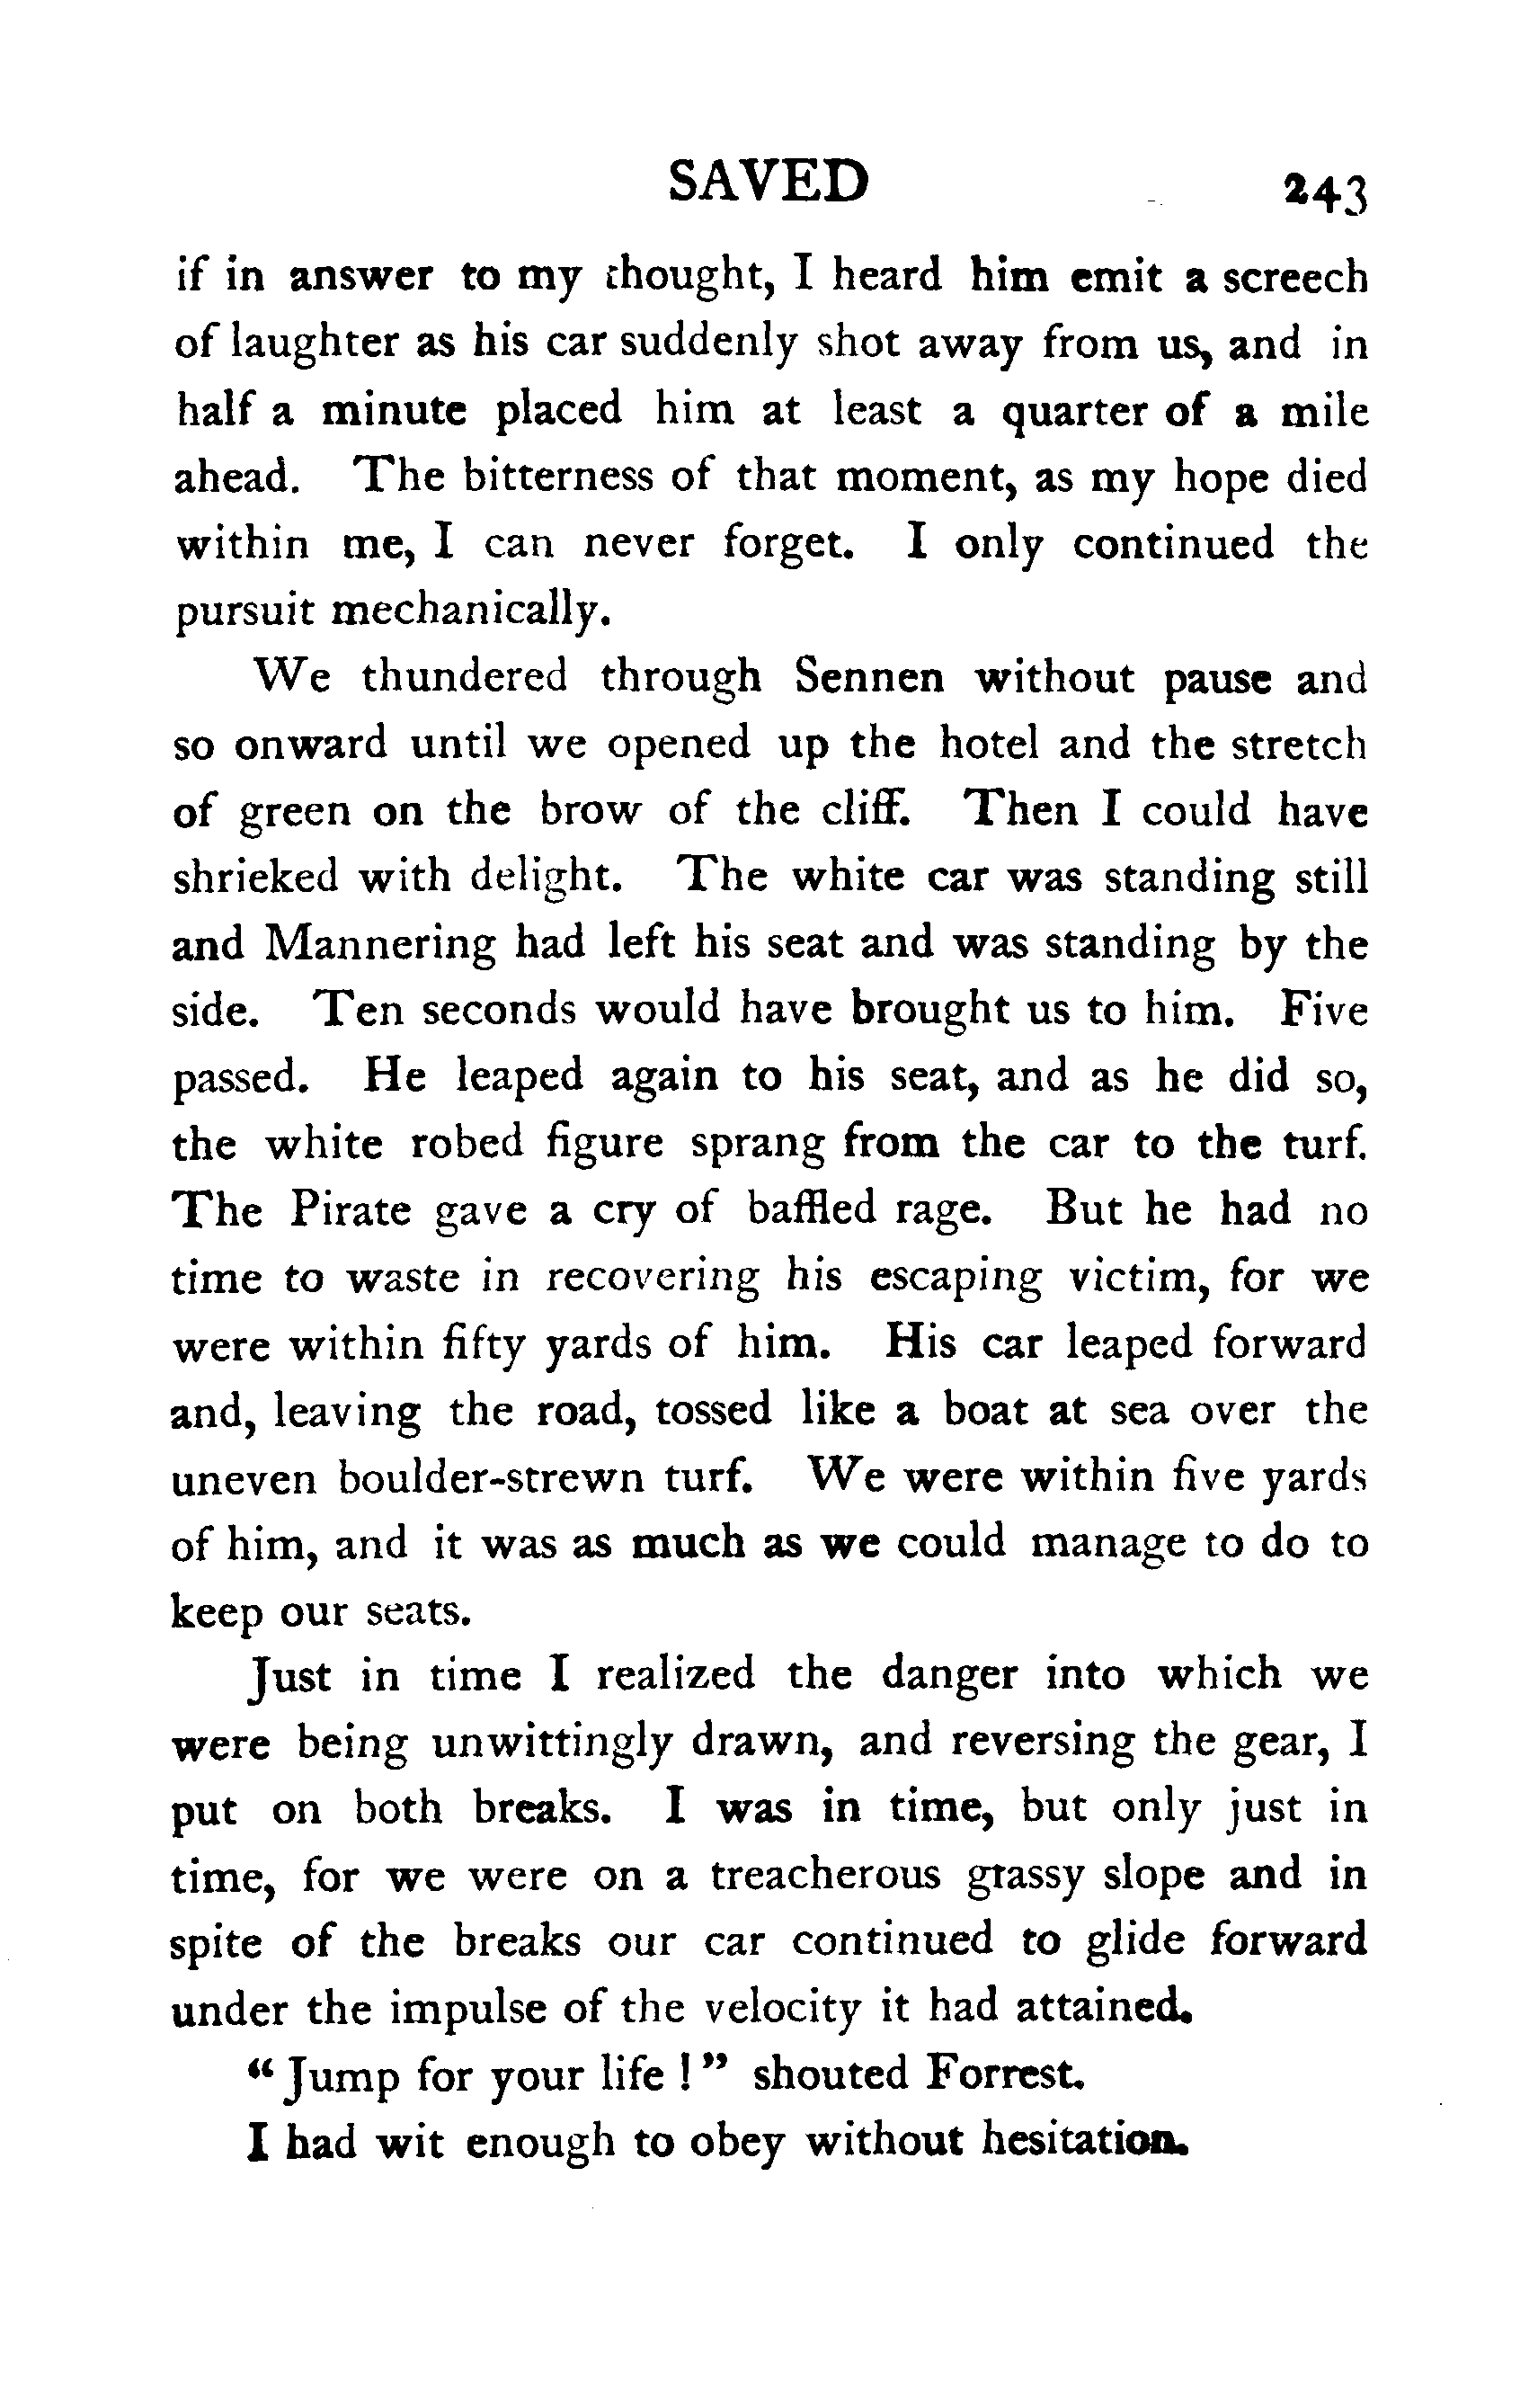 SAVED 243
if in answer to my thought, I heard him emit a screech
of laughter as his car suddenly shot away from us, and in
half a minute placed him at least a quarter of a mile
ahead. The bitterness of that moment, as my hope died
within me, I can never forget. I only continued the
pursuit mechanically.
We thundered through Sennen without pause and
so onward until we opened up the hotel and the stretch
of green on the brow of the cliff. Then I could have
shrieked with delight. The white car was standing still
and Mannering had left his seat and was standing by the
side. Ten seconds would have brought us to him. Five
passed. He leaped again to his seat, and as he did so,
the white robed figure sprang from the car to the turf.
The Pirate gave a cry of baffled rage. But he had no
time to waste in recovering his escaping victim, for we
were within fifty yards of him. His car leaped forward
and, leaving the road, tossed like a boat at sea over the
uneven boulder-strewn turf. We were within five yards
of him, and it was as much as we could manage to do to
keep our seats.
Just in time I realized the danger into which we
were being unwittingly drawn, and reversing the gear, I
put on both breaks. I was in time, but only just in
time, for we were on a treacherous grassy slope and in
spite of the breaks our car continued to glide forward
under the impulse of the velocity it had attained.
“Jump for your life!” shouted Forrest.
I had wit enough to obey without hesitation.